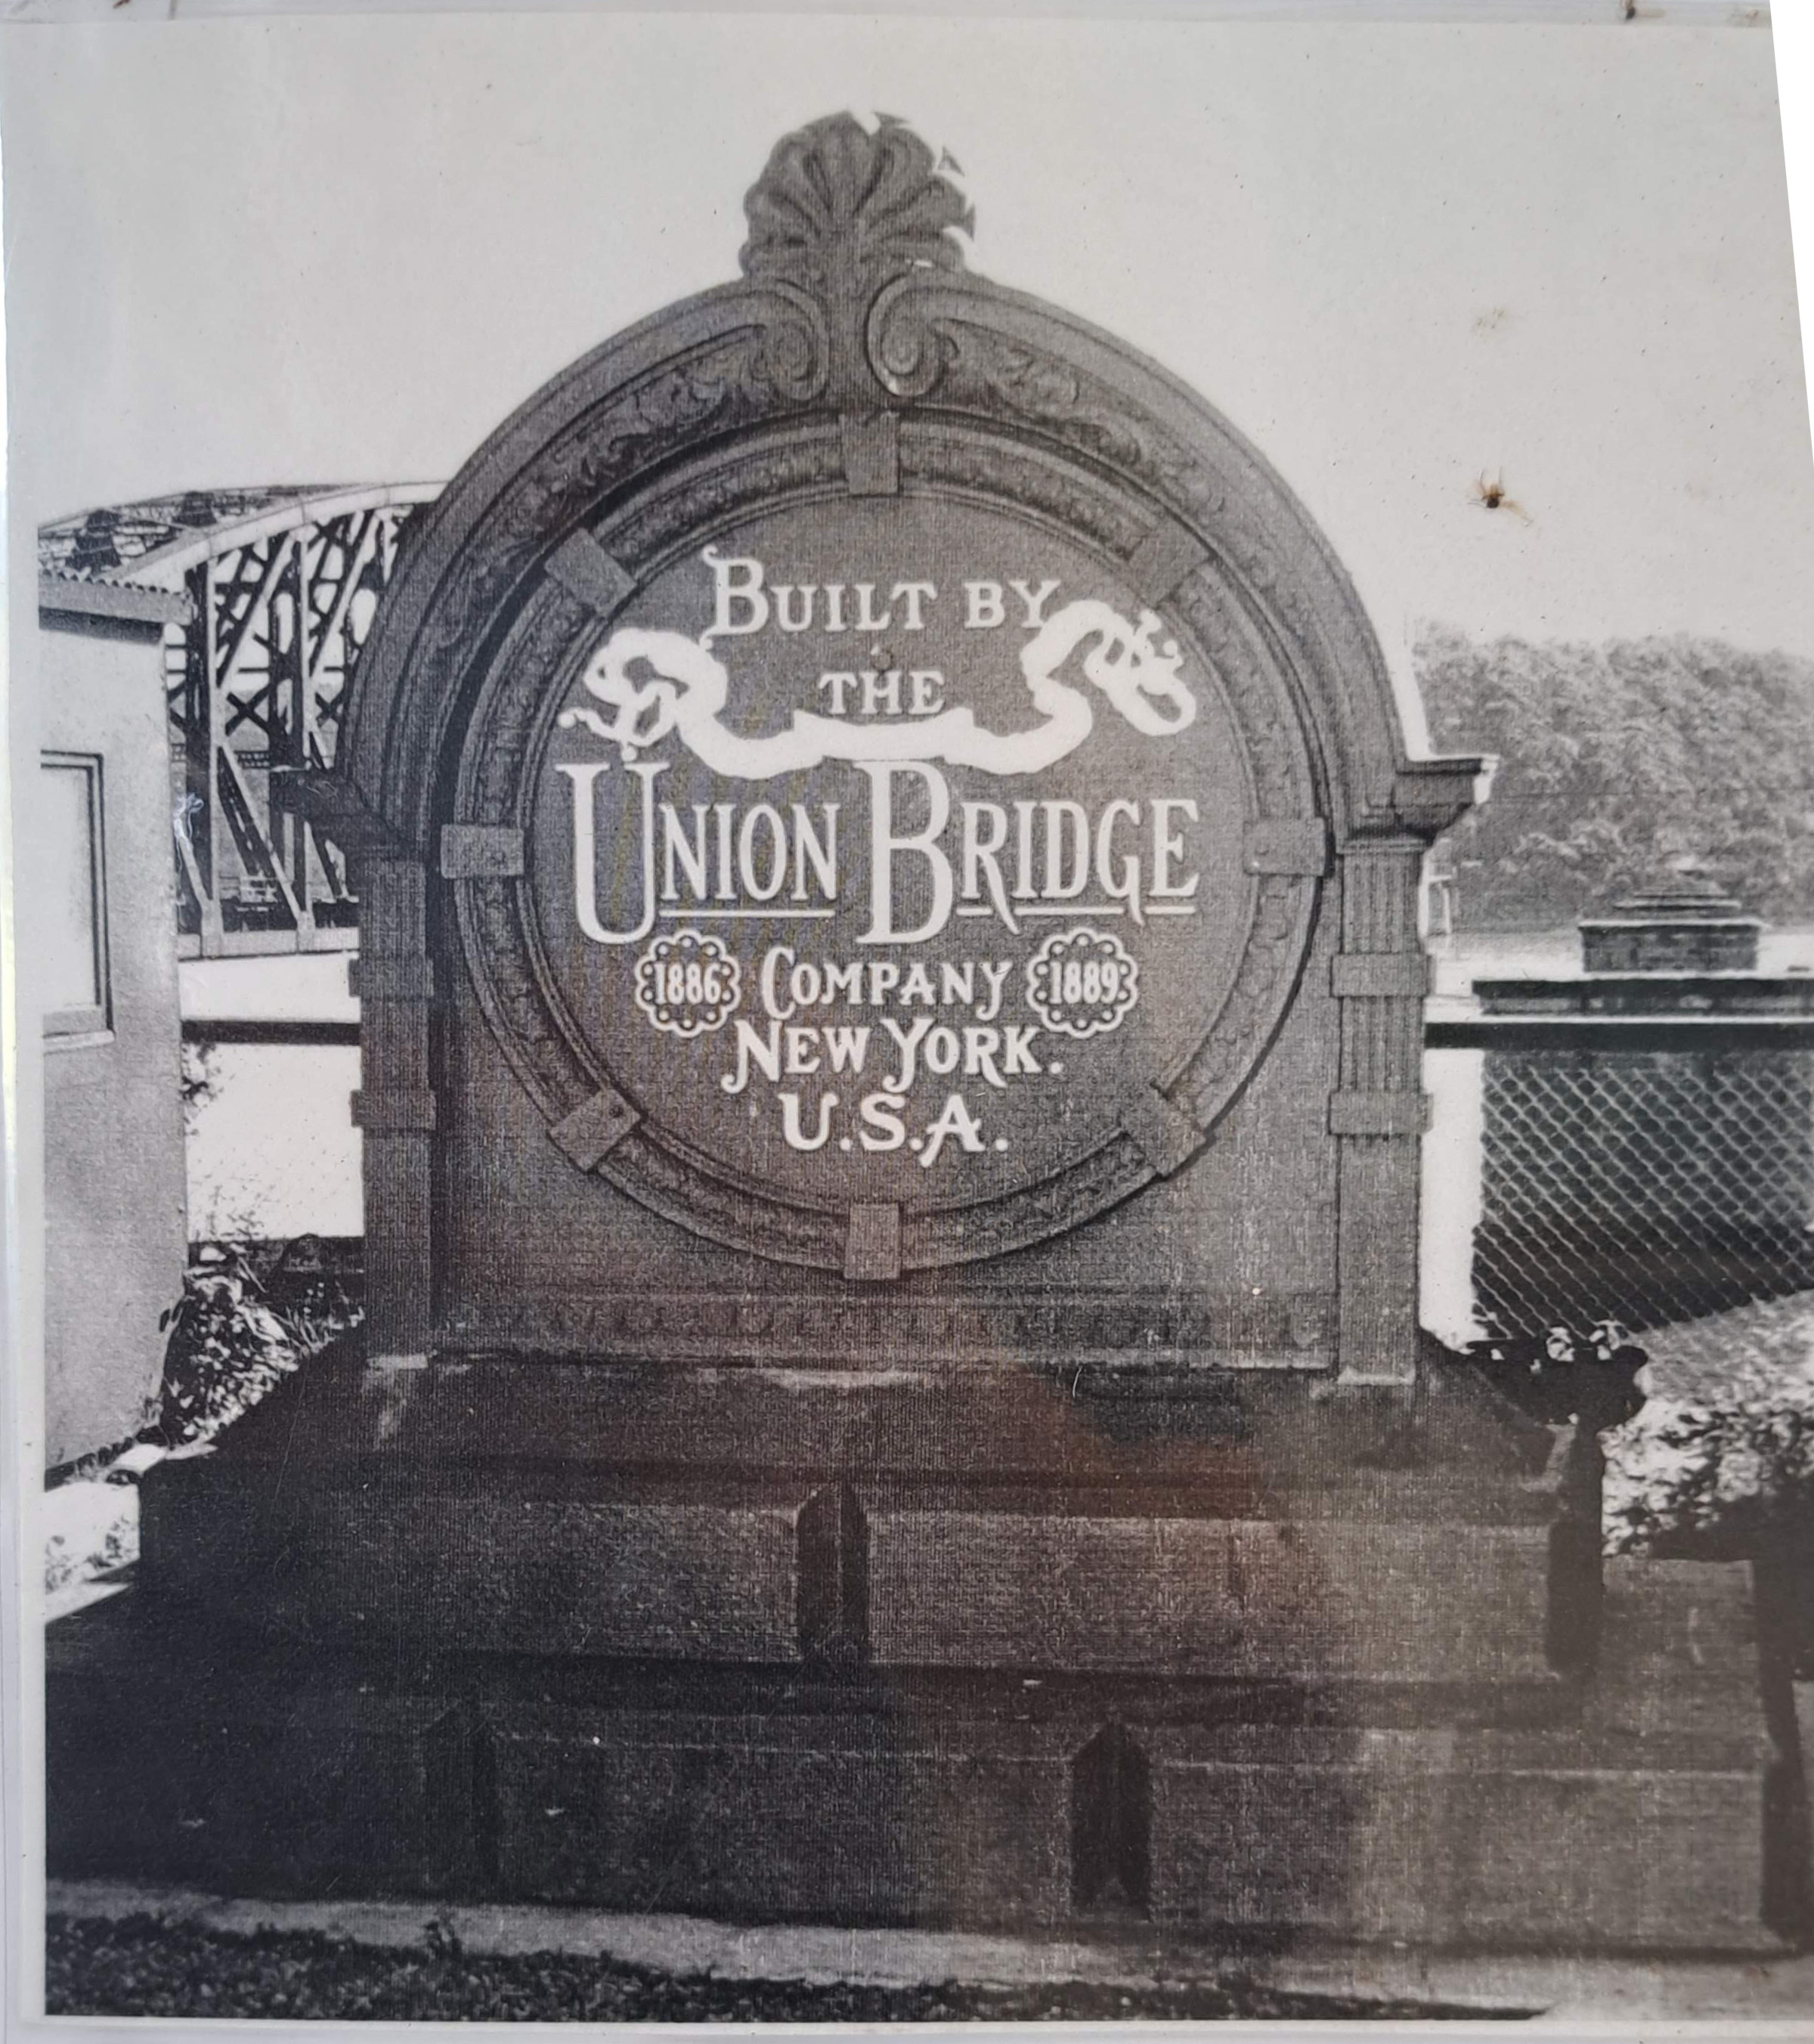 BUILT BY
THE
UNION BRIDGE
1886 COMPANY 1889
NEW YORK.
U.S.A.